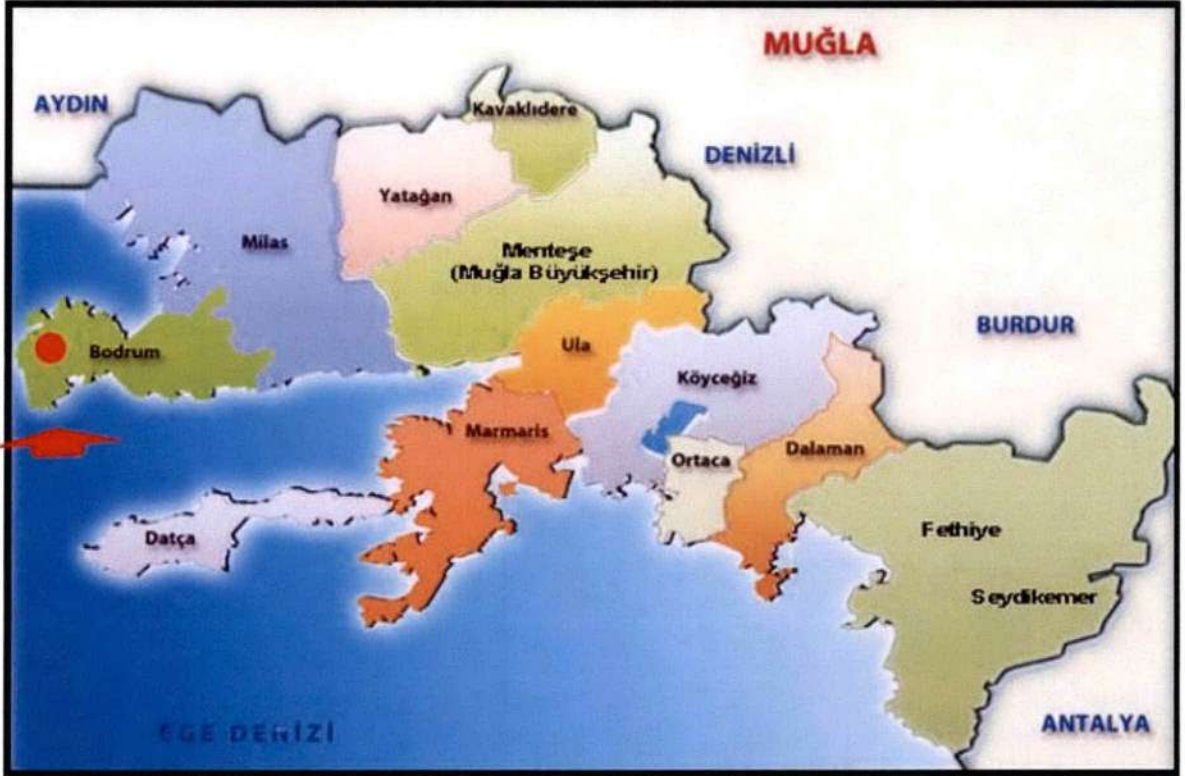 MUĞLA
AYDIN
Kavaklıdere
DENİZLİ
Yatağan
Milas
Menteşe
(Muğla Büyükşehir)
BURDUR
Ula
Bodrum
Köyceğiz
Marmaris
Dalaman
Ortaca
Datça
Fethiye
Seydikemer
ANTALYA
EGE DENİZİ